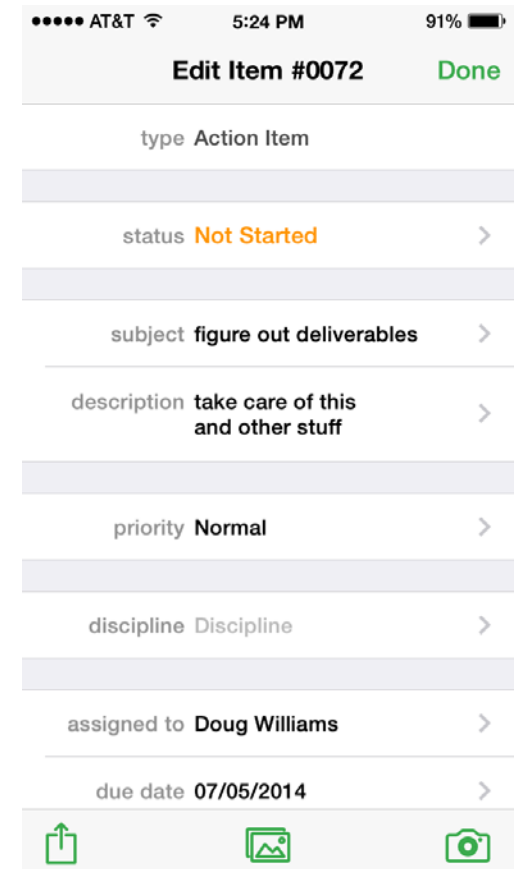 AT&T 5:24 PM 91%
Edit Item #0072 Done
type Action Item
status Not Started
subject figure out deliverables
description take care of this
and other stuff
priority Normal
discipline Discipline
assigned to Doug Williams
due date 07/05/2014